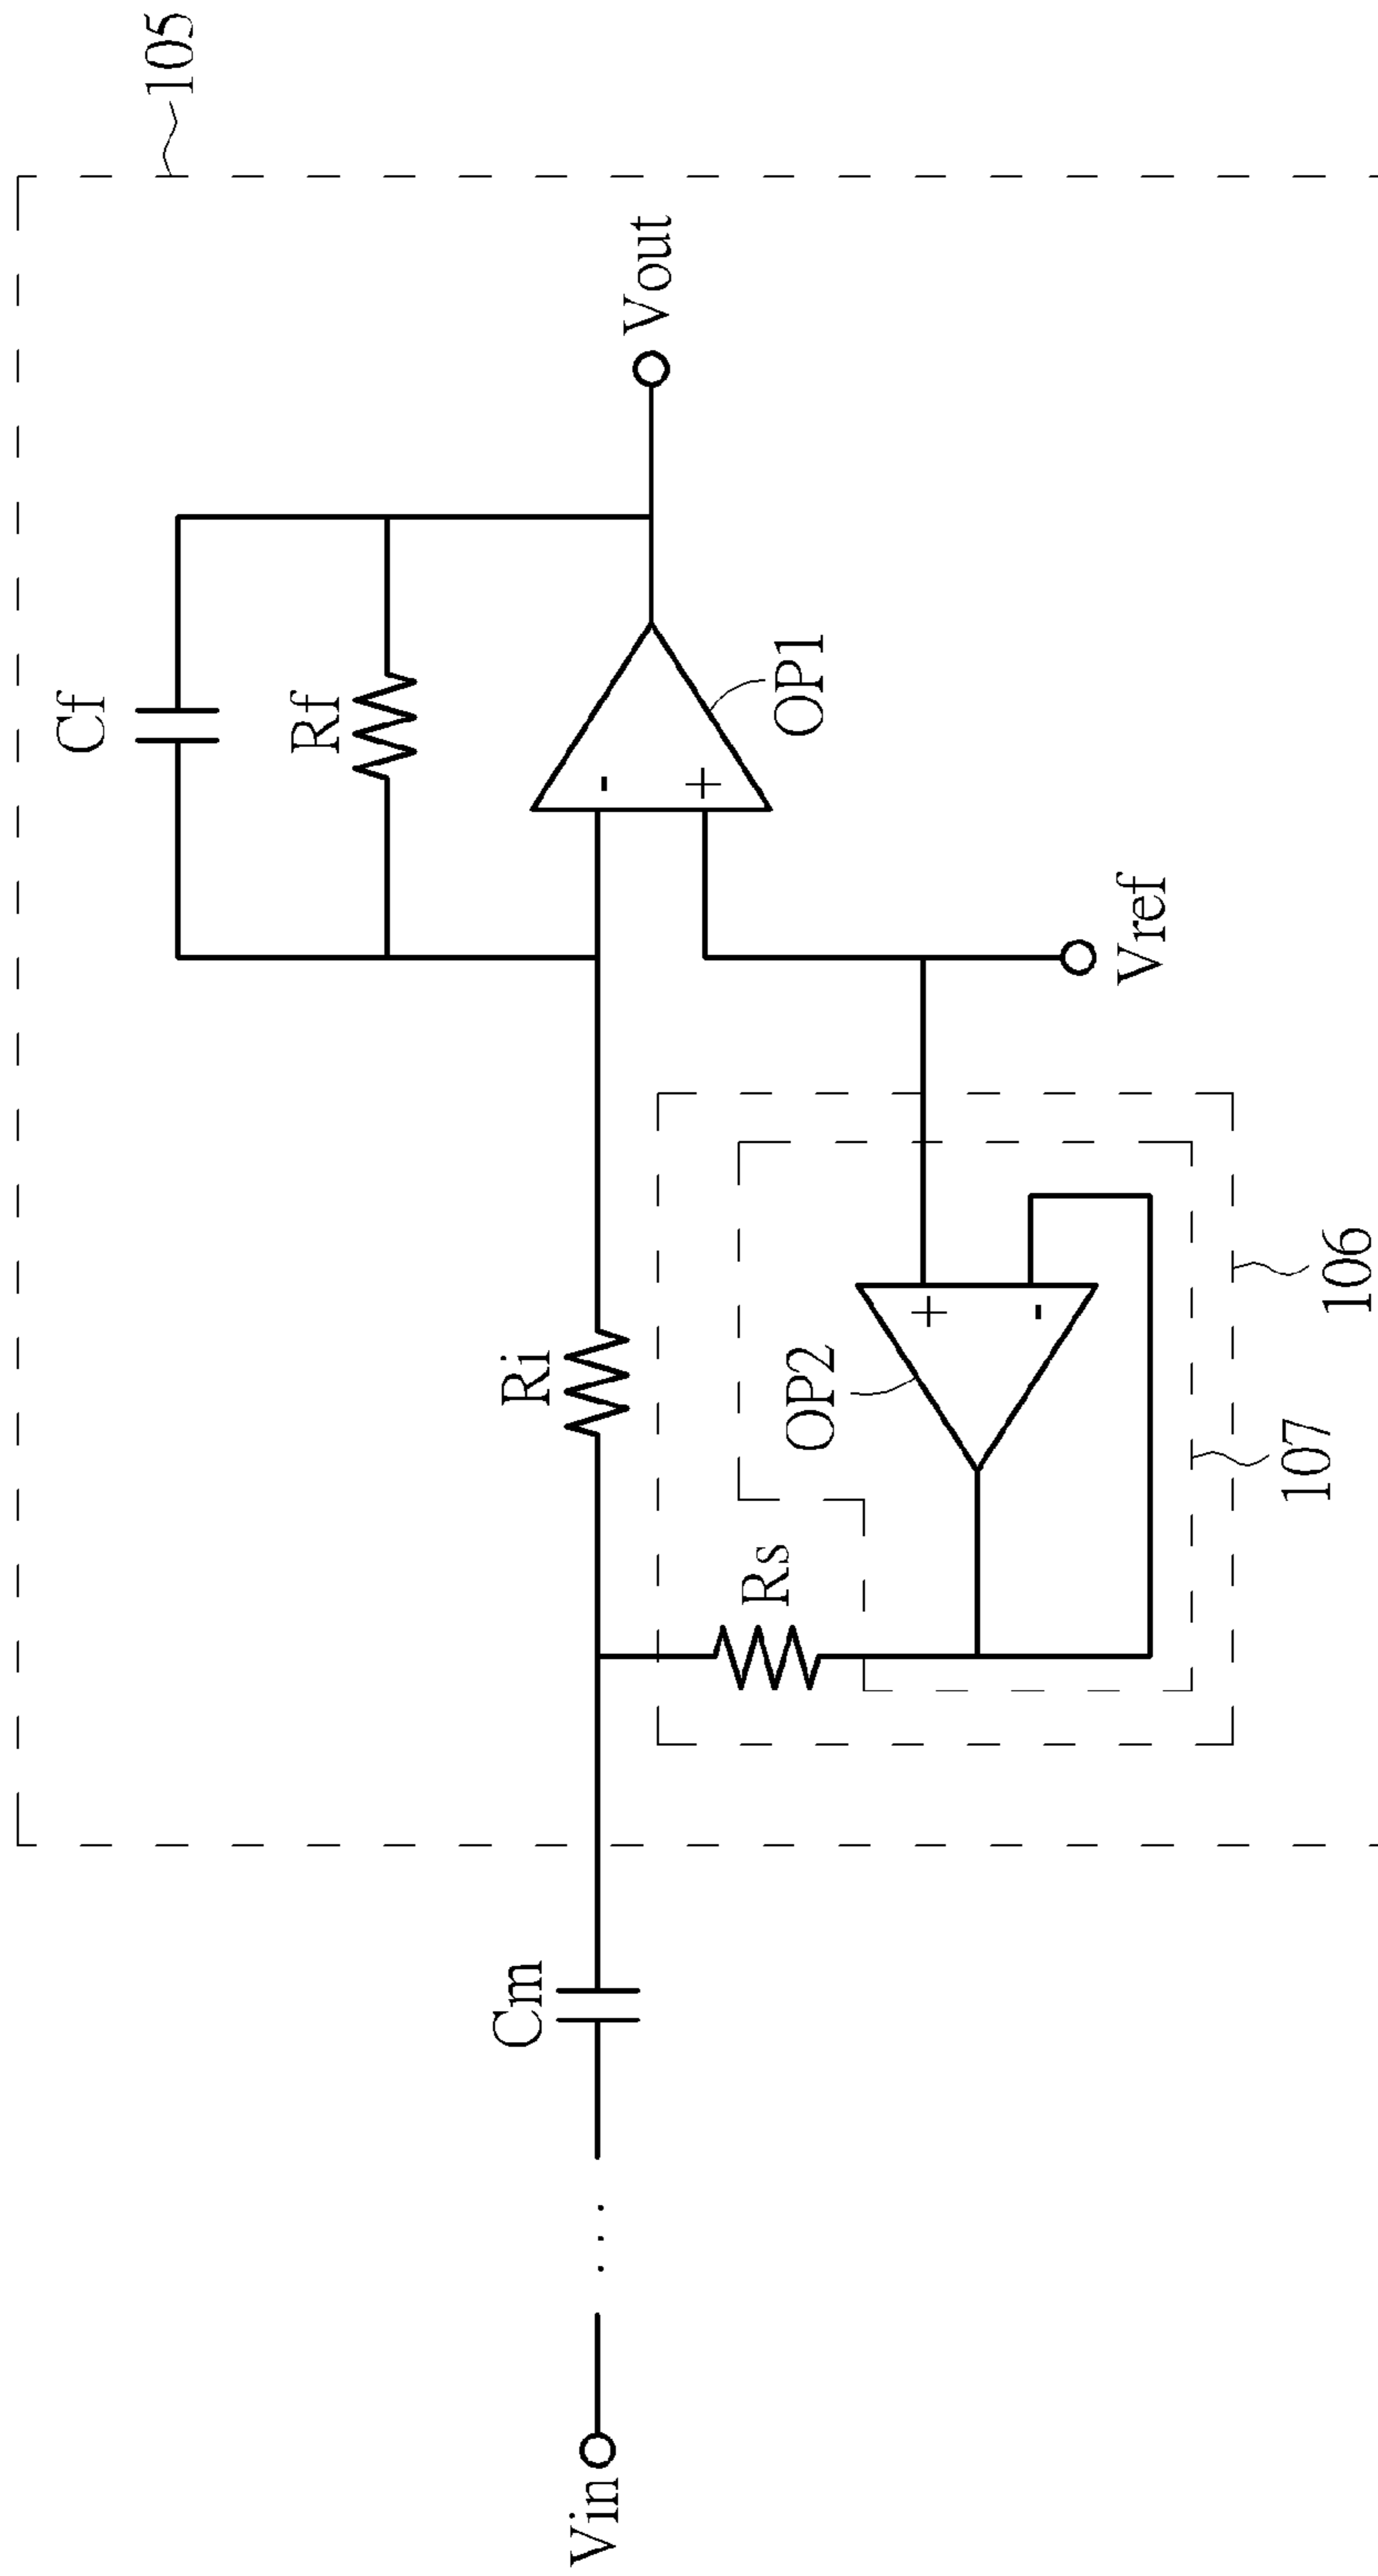 105
Cf
Rf
Vout
-
+
OP1
Ri
Vref
Cm
Rs
OP2
+
-
Vin
. . .
107
106